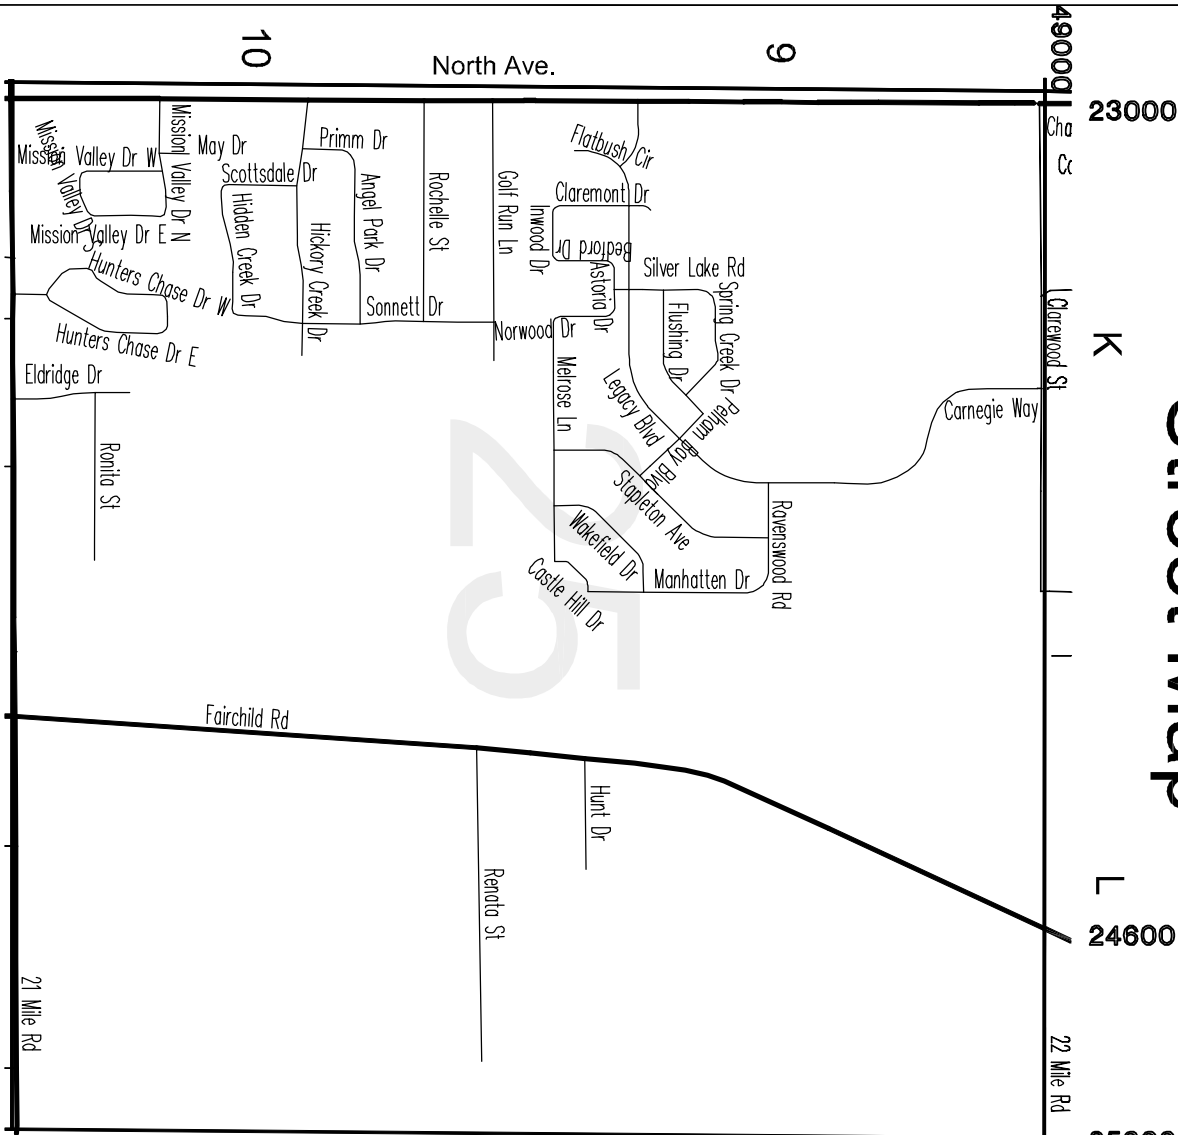 10
North Ave.
9
49000
23000
Cha
Mission Valley Dr N
May Dr
Primm Dr
Flatbush Cir
Mission Valley Dr W
Mission Valley Dr S
Mission Valley Dr E
Scottsdale Dr
Hidden Creek Dr
Hickory Creek Dr
Angel Park Dr
Rochelle St
Golf Run Ln
Claremont Dr
Inwood Dr
Bedford Dr
Astoria Dr
Silver Lake Rd
Hunters Chase Dr W
Hunters Chase Dr E
Sonnett Dr
Norwood Dr
Flushing Dr
Spring Creek Dr
Clarewood St
K
Eldridge Dr
Ronita St
Melrose Ln
Legacy Blvd
Pelham Bay Blvd
Carnegie Way
Street Map
25
Stapleton Ave
Wakefield Dr
Castle Hill Dr
Manhatten Dr
Ravenswood Rd
Fairchild Rd
Hunt Dr
Renata St
L
24600
21 Mile Rd
22 Mile Rd